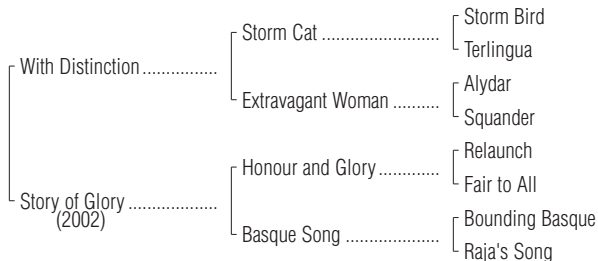 Storm Bird
Storm Cat ........................
Terlingua
With Distinction...............
Alydar
Extravagant Woman ..........
Squander
Relaunch
Honour and Glory.............
Fair to All
Story of Glory ..................
(2002)
Bounding Basque
Basque Song ...................
Raja's Song